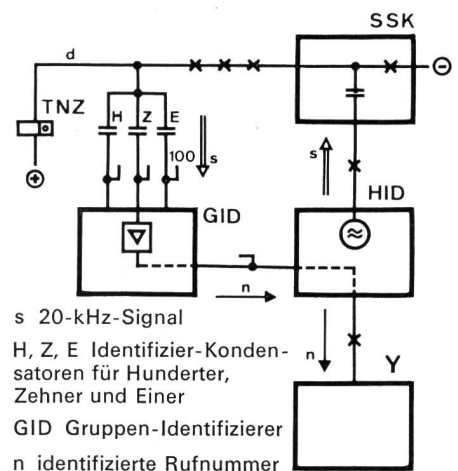 SSK
d
TNZ
H Z E
100 s
s
GID
HID
n
n
Y
s 20-kHz-Signal
H, Z, E Identifizier-Konden-
satoren für Hunderter,
Zehner und Einer
GID Gruppen-Identifizierer
n identifizierte Rufnummer